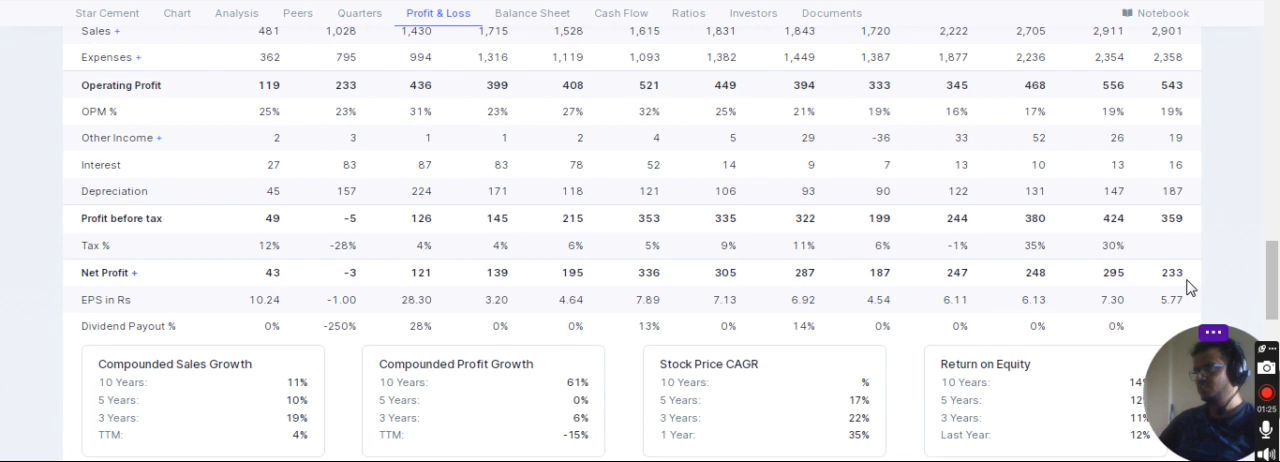 Star Cement Chart Analysis Peers Quarters Profit & Loss Balance Sheet Cash Flow Ratios Investors Documents Notebook
Sales + 481 1,028 1,430 1,715 1,528 1,615 1,831 1,843 1,720 2,222 2,705 2,911 2,901
Expenses + 362 795 994 1,316 1,119 1,093 1,382 1,449 1,387 1,877 2,236 2,354 2,358
Operating Profit 119 233 436 399 408 521 449 394 333 345 468 556 543
OPM % 25% 23% 31% 23% 27% 32% 25% 21% 19% 16% 17% 19% 19%
Other Income + 2 3 1 1 2 4 5 29 -36 33 52 26 19
Interest 27 83 87 83 78 52 14 9 7 13 10 13 16
Depreciation 45 157 224 171 118 121 106 93 90 122 131 147 187
Profit before tax 49 -5 126 145 215 353 335 322 199 244 380 424 359
Tax % 12% -28% 4% 4% 6% 5% 9% 11% 6% -1% 35% 30%
Net Profit + 43 -3 121 139 195 336 305 287 187 247 248 295 233
EPS in Rs 10.24 -1.00 28.30 3.20 4.64 7.89 7.13 6.92 4.54 6.11 6.13 7.30 5.77
Dividend Payout % 0% -250% 28% 0% 0% 13% 0% 14% 0% 0% 0% 0%
Compounded Sales Growth
10 Years: 11%
5 Years: 10%
3 Years: 19%
TTM: 4%
Compounded Profit Growth
10 Years: 61%
5 Years: 0%
3 Years: 6%
TTM: -15%
Stock Price CAGR
10 Years: %
5 Years: 17%
3 Years: 22%
1 Year: 35%
Return on Equity
10 Years: 14%
5 Years: 12
3 Years: 11%
Last Year: 12%
01:25